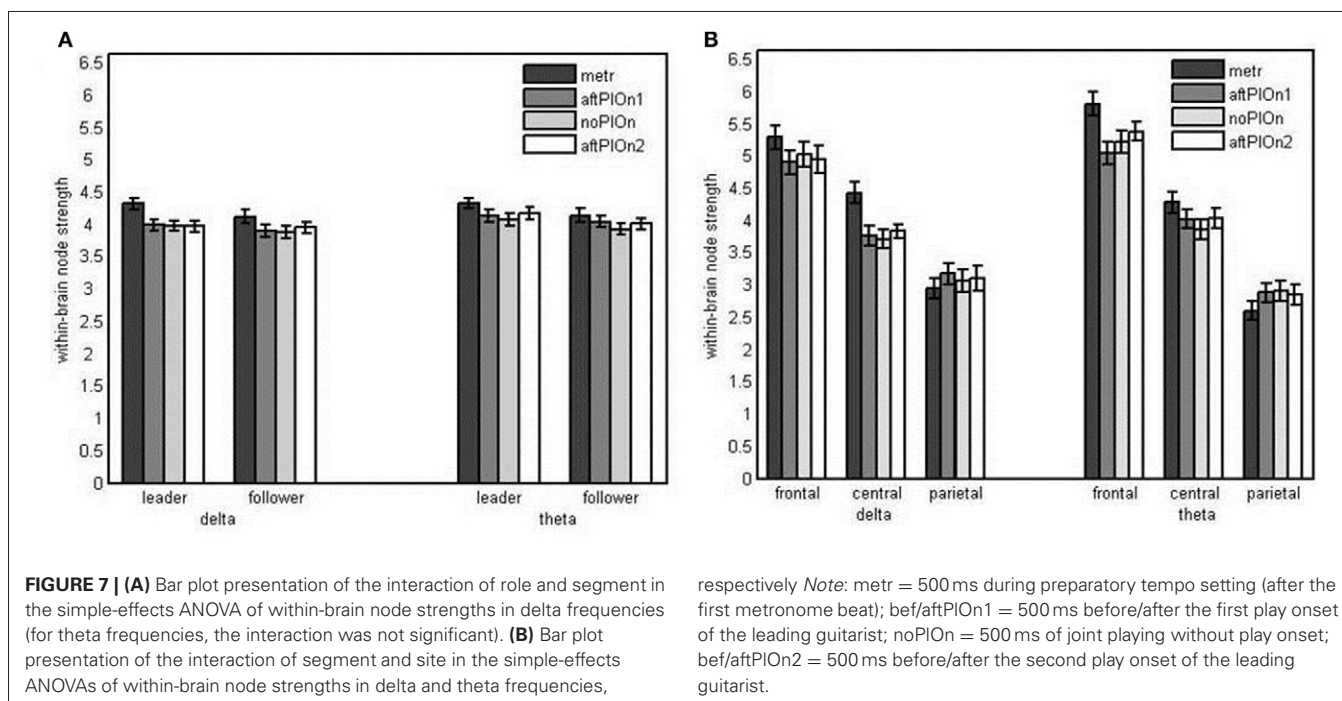 A
6.5
6
5.5
5
4.5
4
3.5
3
2.5
2
1.5
1
0.5
0
within-brain node strength
metr
aftPlOn1
noPlOn
aftPlOn2
leader follower leader follower
delta theta
B
6.5
6
5.5
5
4.5
4
3.5
3
2.5
2
1.5
1
0.5
0
within-brain node strength
metr
aftPlOn1
noPlOn
aftPlOn2
frontal central parietal frontal central parietal
delta theta
FIGURE 7 | (A) Bar plot presentation of the interaction of role and segment in
the simple-effects ANOVA of within-brain node strengths in delta frequencies
(for theta frequencies, the interaction was not significant). (B) Bar plot
presentation of the interaction of segment and site in the simple-effects
ANOVAs of within-brain node strengths in delta and theta frequencies,
respectively Note: metr = 500 ms during preparatory tempo setting (after the
first metronome beat); bef/aftPlOn1 = 500 ms before/after the first play onset
of the leading guitarist; noPlOn = 500 ms of joint playing without play onset;
bef/aftPlOn2 = 500 ms before/after the second play onset of the leading
guitarist.